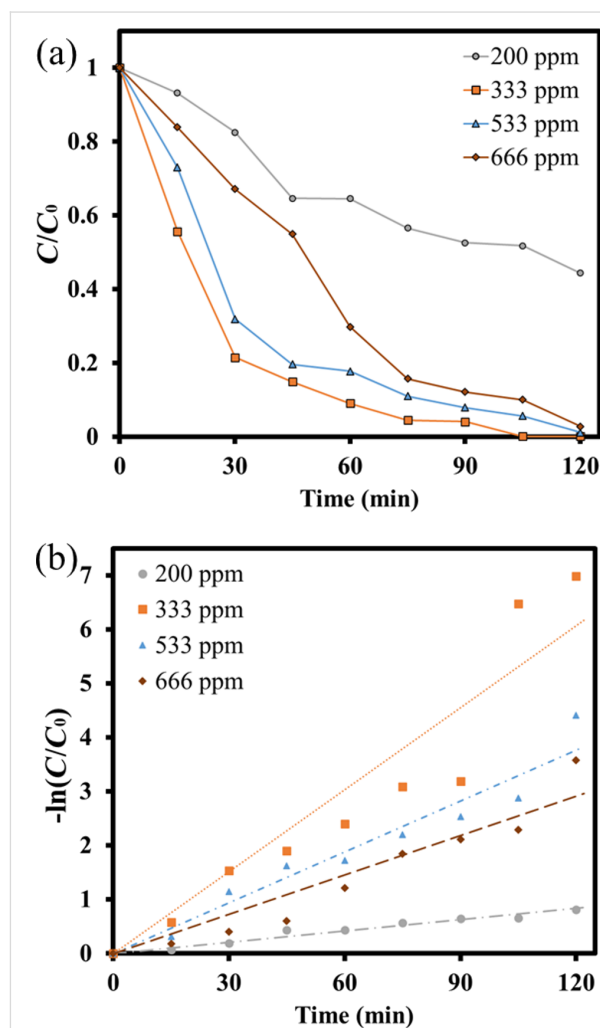 (a)
1
0.8
0.6
0.4
0.2
0
C/C₀
200 ppm
333 ppm
533 ppm
666 ppm
0 30 60 90 120
Time (min)
(b)
7
6
5
4
3
2
1
0
-ln(C/C₀)
200 ppm
333 ppm
533 ppm
666 ppm
0 30 60 90 120
Time (min)